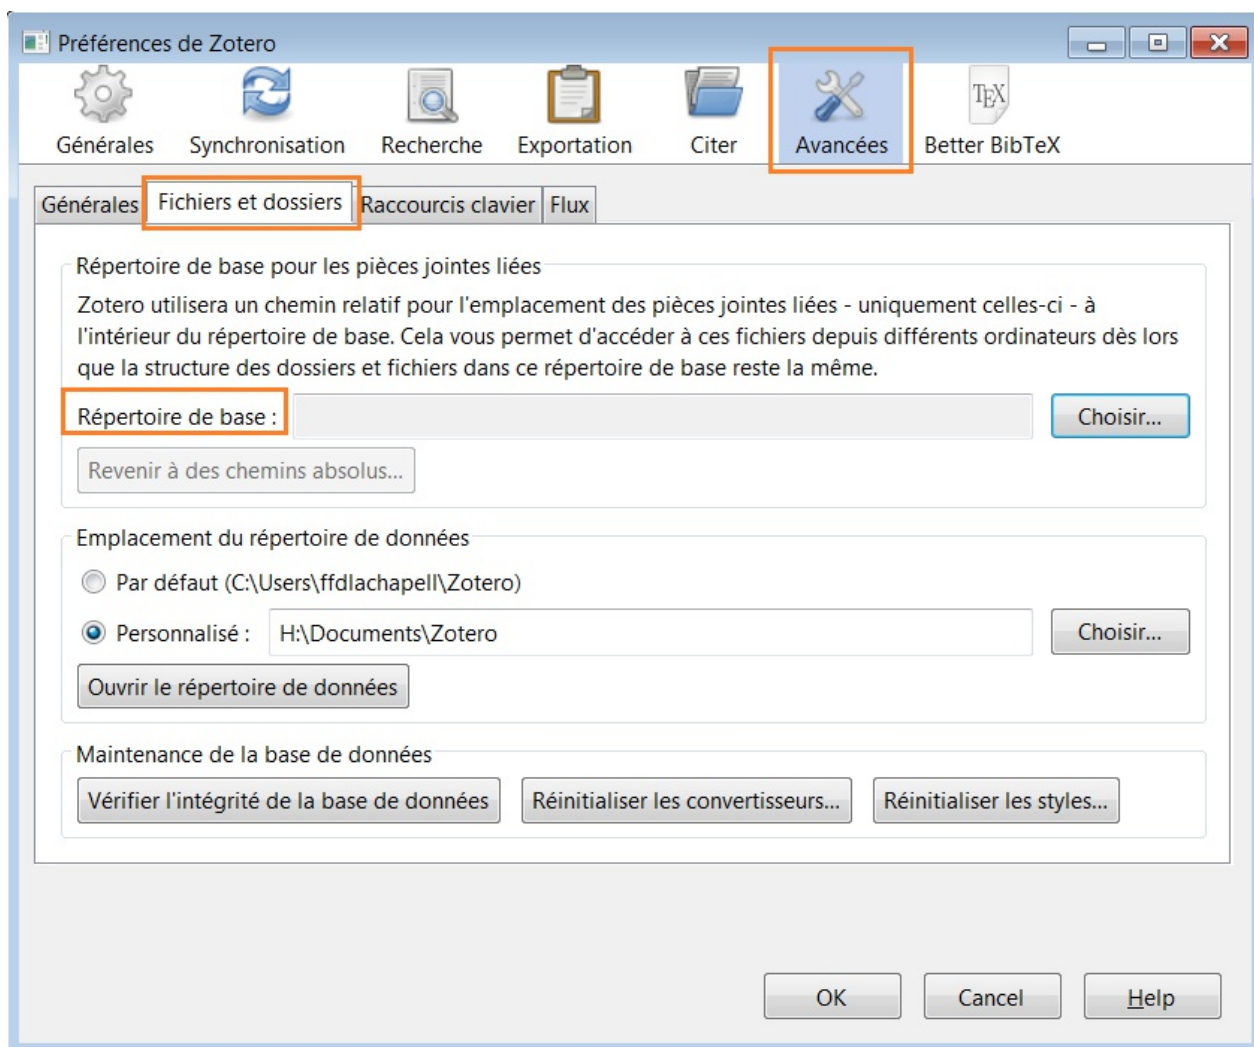 Préférences de Zotero
Générales Synchronisation Recherche Exportation Citer Avancées TEX Better BibTeX
Générales Fichiers et dossiers Raccourcis clavier Flux
Répertoire de base pour les pièces jointes liées
Zotero utilisera un chemin relatif pour l'emplacement des pièces jointes liées - uniquement celles-ci - à
l'intérieur du répertoire de base. Cela vous permet d'accéder à ces fichiers depuis différents ordinateurs dès lors
que la structure des dossiers et fichiers dans ce répertoire de base reste la même.
Répertoire de base : Choisir...
Revenir à des chemins absolus...
Emplacement du répertoire de données
Par défaut (C:\Users\ffdlachapell\Zotero)
Personnalisé : H:\Documents\Zotero Choisir...
Ouvrir le répertoire de données
Maintenance de la base de données
Vérifier l'intégrité de la base de données Réinitialiser les convertisseurs... Réinitialiser les styles...
OK Cancel Help